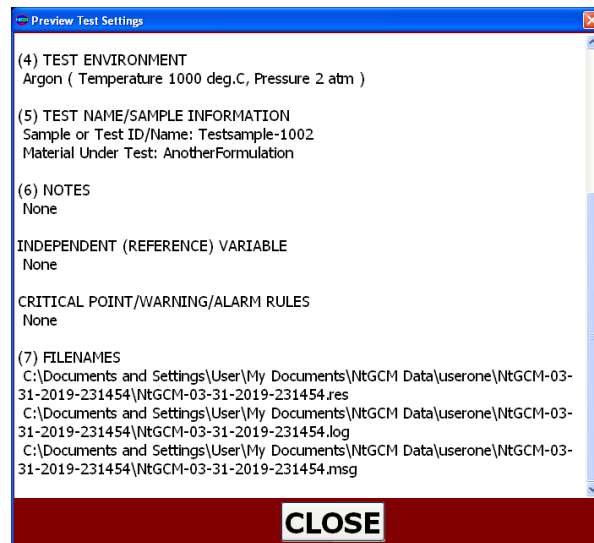 Preview Test Settings
(4) TEST ENVIRONMENT
Argon ( Temperature 1000 deg.C, Pressure 2 atm )
(5) TEST NAME/SAMPLE INFORMATION
Sample or Test ID/Name: Testsample-1002
Material Under Test: AnotherFormulation
(6) NOTES
None
INDEPENDENT (REFERENCE) VARIABLE
None
CRITICAL POINT/WARNING/ALARM RULES
None
(7) FILENAMES
C:\Documents and Settings\User\My Documents\NtGCM Data\userone\NtGCM-03-
31-2019-231454\NtGCM-03-31-2019-231454.res
C:\Documents and Settings\User\My Documents\NtGCM Data\userone\NtGCM-03-
31-2019-231454\NtGCM-03-31-2019-231454.log
C:\Documents and Settings\User\My Documents\NtGCM Data\userone\NtGCM-03-
31-2019-231454\NtGCM-03-31-2019-231454.msg
CLOSE